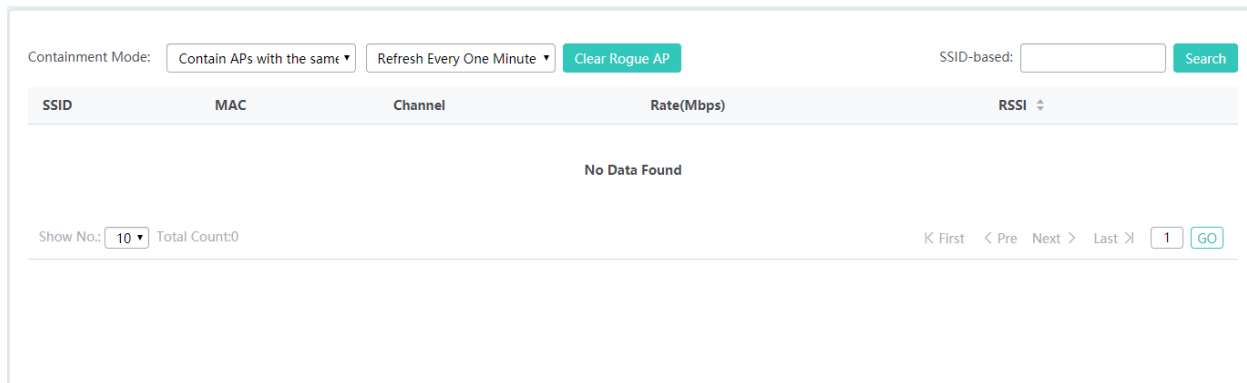 Containment Mode: Contain APs with the same Refresh Every One Minute Clear Rogue AP SSID-based: Search
SSID MAC Channel Rate(Mbps) RSSI
No Data Found
Show No.: 10 Total Count:0 First Pre Next Last 1 GO